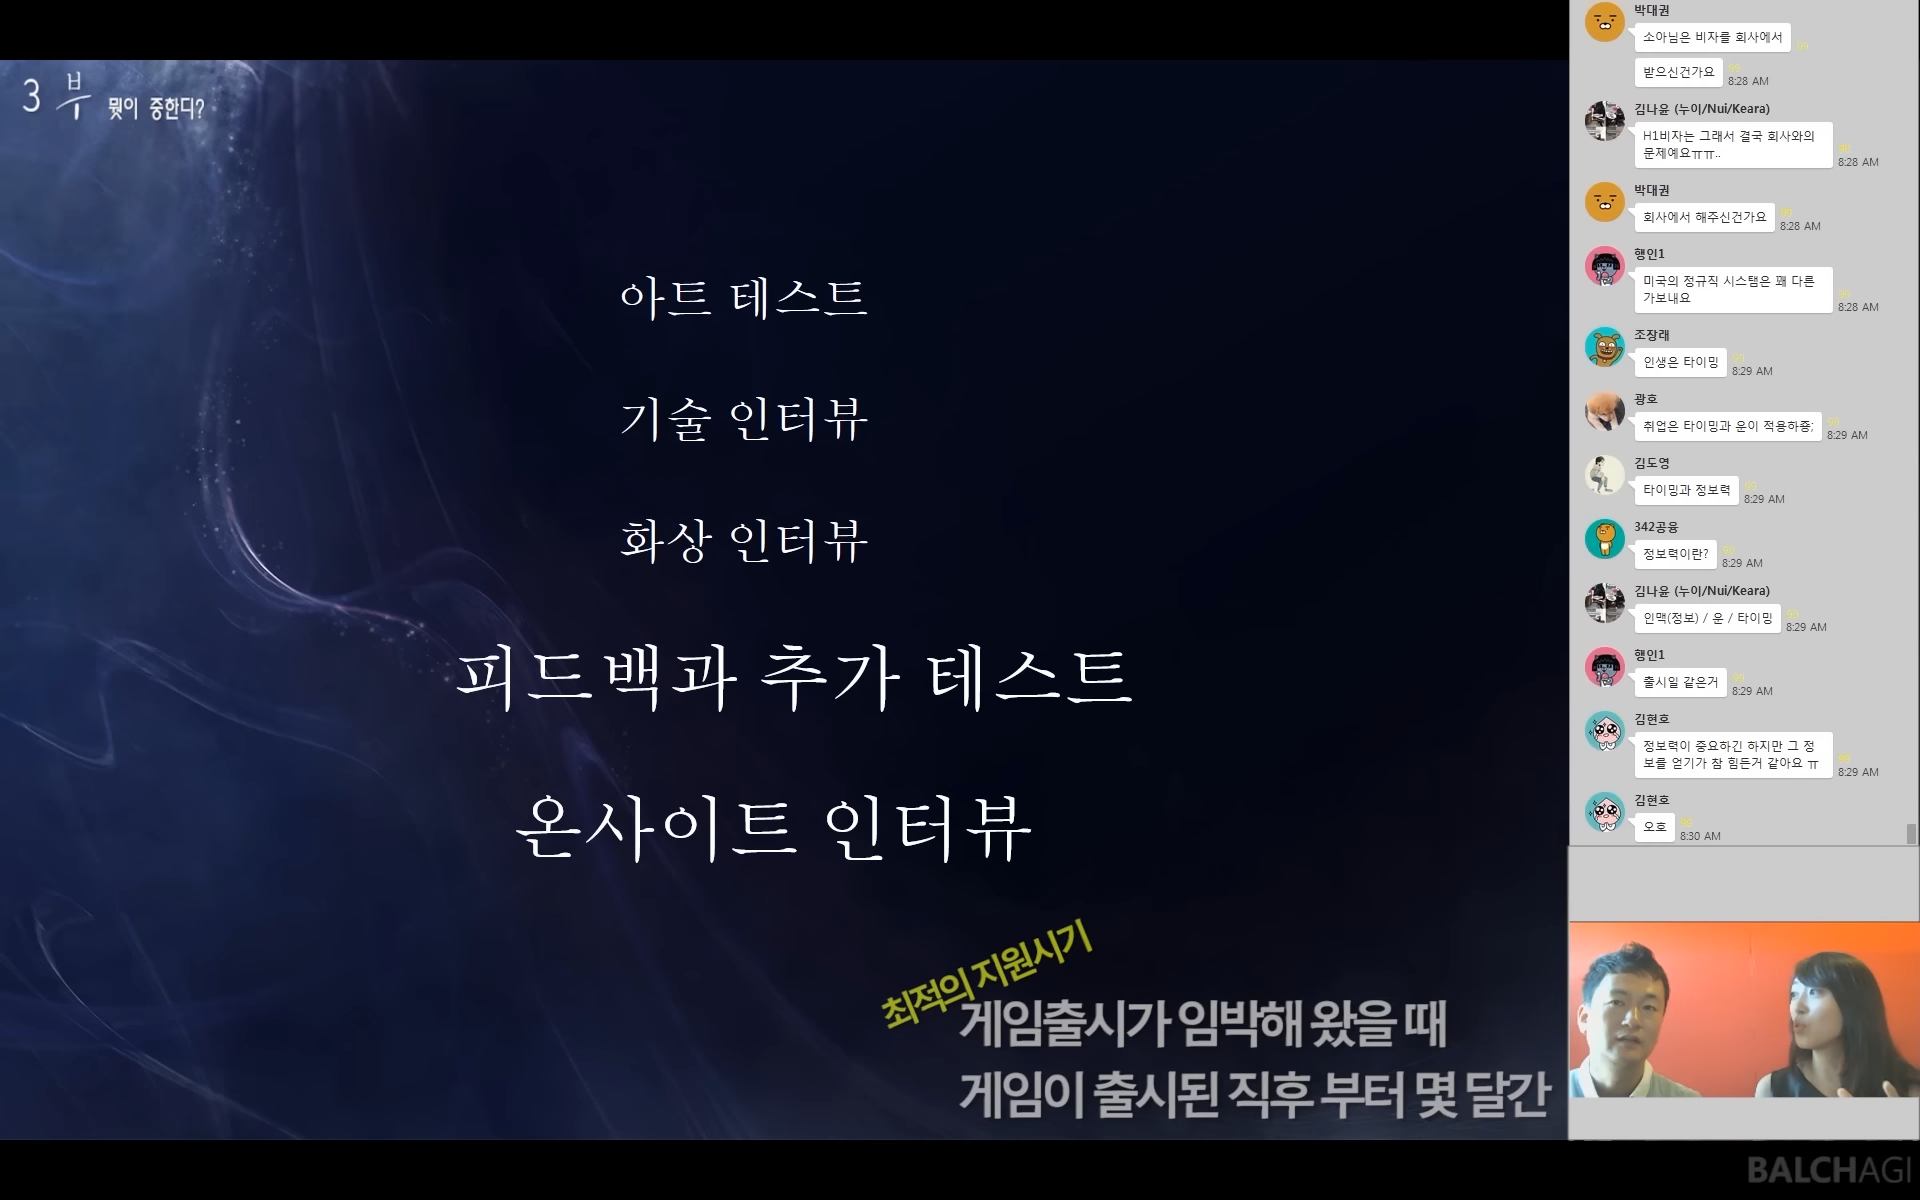 3부 뭣이 중한디?
아트 테스트
기술 인터뷰
화상 인터뷰
피드백과 추가 테스트
온사이트 인터뷰
최적의 지원시기
게임출시가 임박해 왔을 때
게임이 출시된 직후 부터 몇 달간
박대권
소아님은 비자를 회사에서
받으신건가요
8:28 AM
김나윤 (누이/Nui/Keara)
H1비자는 그래서 결국 회사와의
문제예요ㅠㅠ..
8:28 AM
박대권
회사에서 해주신건가요
8:28 AM
행인1
미국의 정규직 시스탬은 꽤 다른
가보내요
8:28 AM
조장래
인생은 타이밍
8:29 AM
광호
취업은 타이밍과 운이 적용하죵;
8:29 AM
김도영
타이밍과 정보력
8:29 AM
342공용
정보력이란?
8:29 AM
김나윤 (누이/Nui/Keara)
인맥(정보) / 운 / 타이밍
8:29 AM
행인1
출시일 같은거
8:29 AM
김현호
정보력이 중요하긴 하지만 그 정
보를 얻기가 참 힘든거 같아요 ㅠ
8:29 AM
김현호
오호
8:30 AM
BALCHAGI